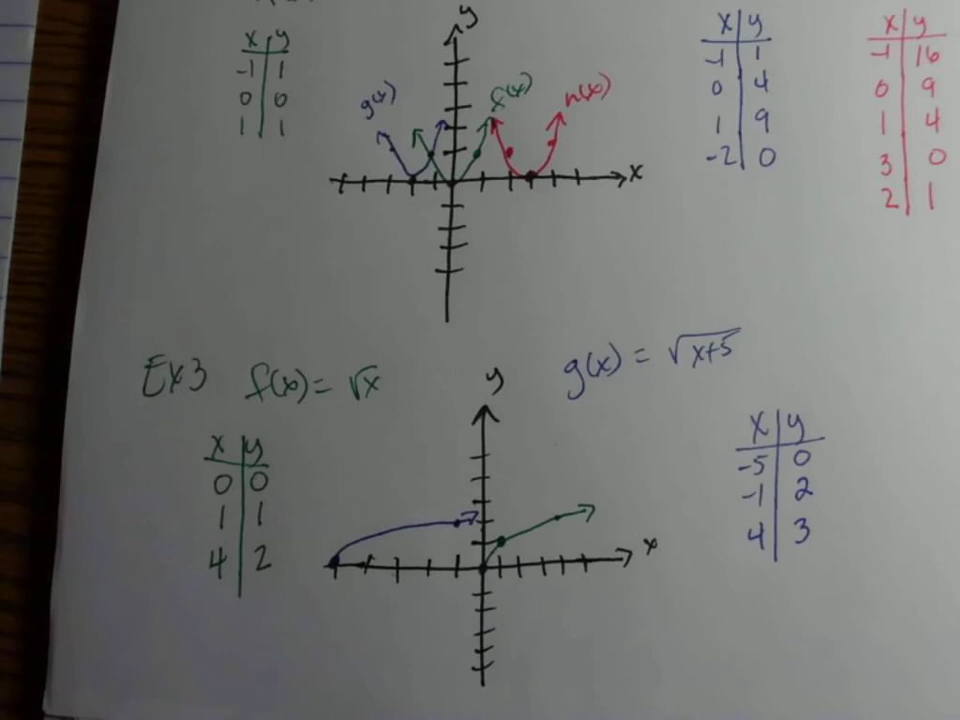 y
x y
-1 1
0 0
1 1
g(x) f(x) h(x)
x
x y
-1 1
0 4
1 9
-2 0
x y
-1 16
0 9
1 4
3 0
2 1
Ex3 f(x) = √x
g(x) = √x+5
x y
0 0
1 1
4 2
y
x
x y
-5 0
-1 2
4 3